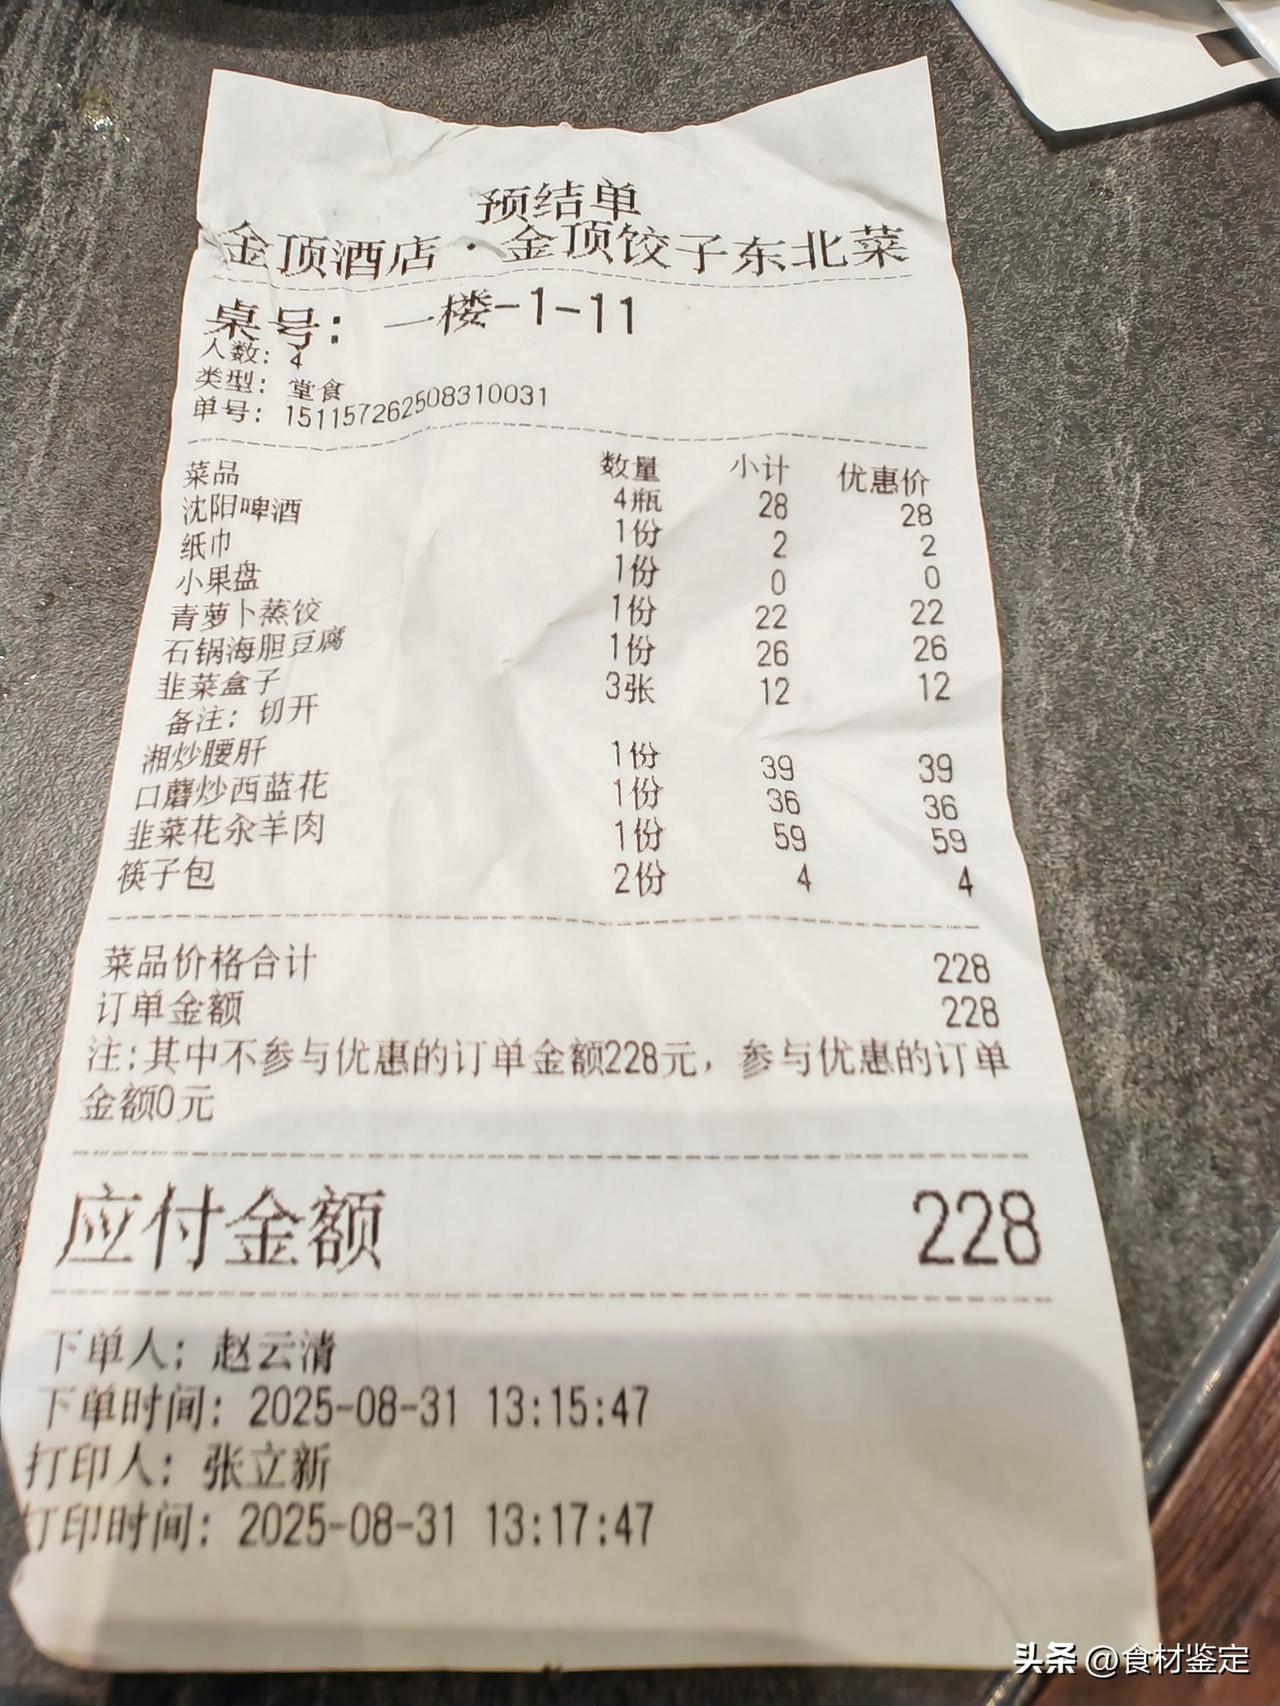 预结单
金顶酒店·金顶饺子东北菜
桌号：一楼-1-11
人数：4
类型：堂食
单号：151157262508310031
菜品 数量 小计 优惠价
沈阳啤酒 4瓶 28 28
纸巾 1份 2 2
小果盘 1份 0 0
青萝卜蒸饺 1份 22 22
石锅海胆豆腐 1份 26 26
韭菜盒子 3张 12 12
备注：切开
湘炒腰肝 1份 39 39
口蘑炒西蓝花 1份 36 36
韭菜花汆羊肉 1份 59 59
筷子包 2份 4 4
菜品价格合计 228
订单金额 228
注：其中不参与优惠的订单金额228元，参与优惠的订单
金额0元
应付金额 228
下单人：赵云清
下单时间：2025-08-31 13:15:47
打印人：张立新
打印时间：2025-08-31 13:17:47
头条 @食材鉴定